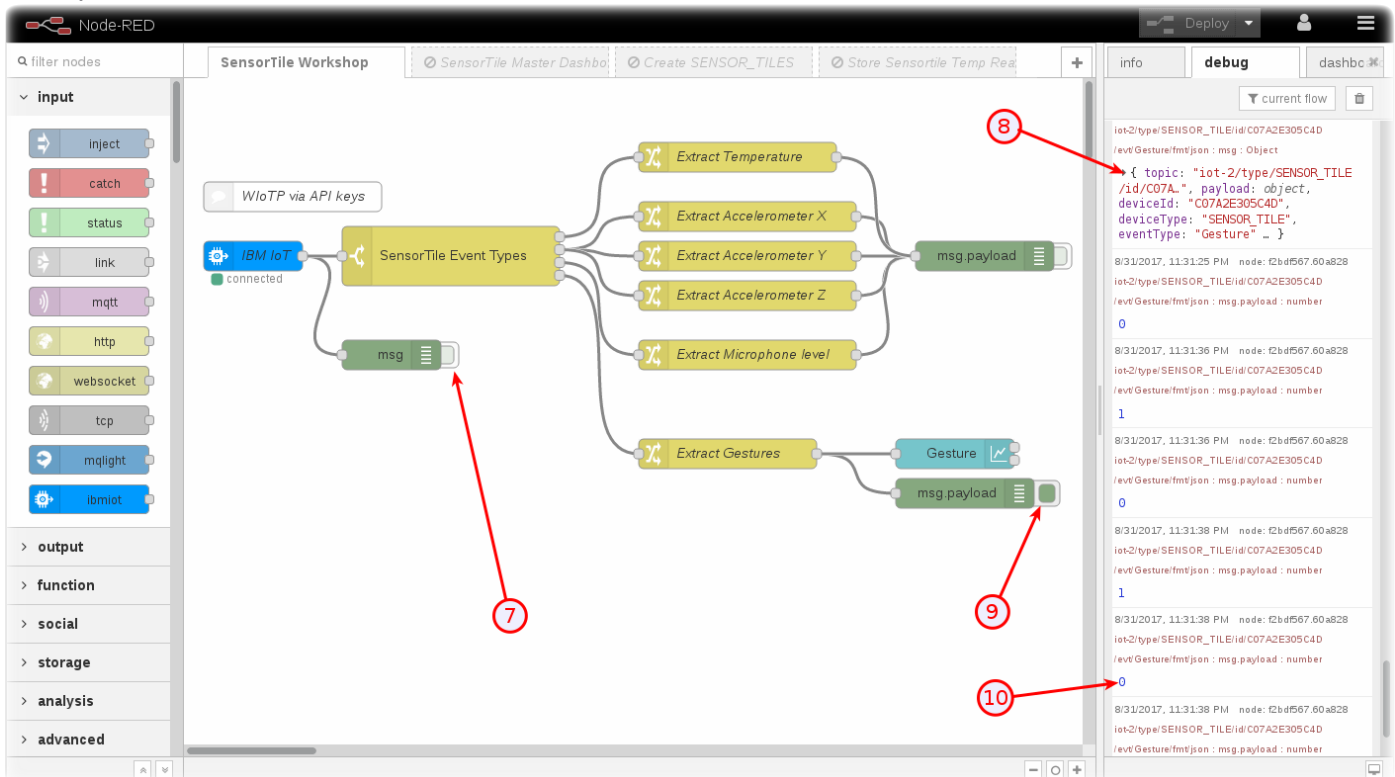 Node-RED
Deploy
filter nodes
SensorTile Workshop
SensorTile Master Dashbo
Create SENSOR_TILES
Store Sensortile Temp Rea
+
info
debug
dashbo
input
current flow
inject
catch
status
link
mqtt
http
websocket
tcp
mqlight
ibmiot
output
function
social
storage
analysis
advanced
WIoTP via API keys
IBM IoT
connected
SensorTile Event Types
msg
Extract Temperature
Extract Accelerometer X
Extract Accelerometer Y
Extract Accelerometer Z
Extract Microphone level
Extract Gestures
msg.payload
Gesture
msg.payload
7
8
9
10
iot-2/type/SENSOR_TILE/id/C07A2E305C4D
/evt/Gesture/fmt/json : msg : Object
{ topic: "iot-2/type/SENSOR_TILE
/id/C07A…", payload: object,
deviceId: "C07A2E305C4D",
deviceType: "SENSOR_TILE",
eventType: "Gesture" … }
8/31/2017, 11:31:25 PM node: f2bdf567.60a828
iot-2/type/SENSOR_TILE/id/C07A2E305C4D
/evt/Gesture/fmt/json : msg.payload : number
0
8/31/2017, 11:31:36 PM node: f2bdf567.60a828
iot-2/type/SENSOR_TILE/id/C07A2E305C4D
/evt/Gesture/fmt/json : msg.payload : number
1
8/31/2017, 11:31:36 PM node: f2bdf567.60a828
iot-2/type/SENSOR_TILE/id/C07A2E305C4D
/evt/Gesture/fmt/json : msg.payload : number
0
8/31/2017, 11:31:38 PM node: f2bdf567.60a828
iot-2/type/SENSOR_TILE/id/C07A2E305C4D
/evt/Gesture/fmt/json : msg.payload : number
1
8/31/2017, 11:31:38 PM node: f2bdf567.60a828
iot-2/type/SENSOR_TILE/id/C07A2E305C4D
/evt/Gesture/fmt/json : msg.payload : number
0
8/31/2017, 11:31:38 PM node: f2bdf567.60a828
iot-2/type/SENSOR_TILE/id/C07A2E305C4D
/evt/Gesture/fmt/json : msg.payload : number